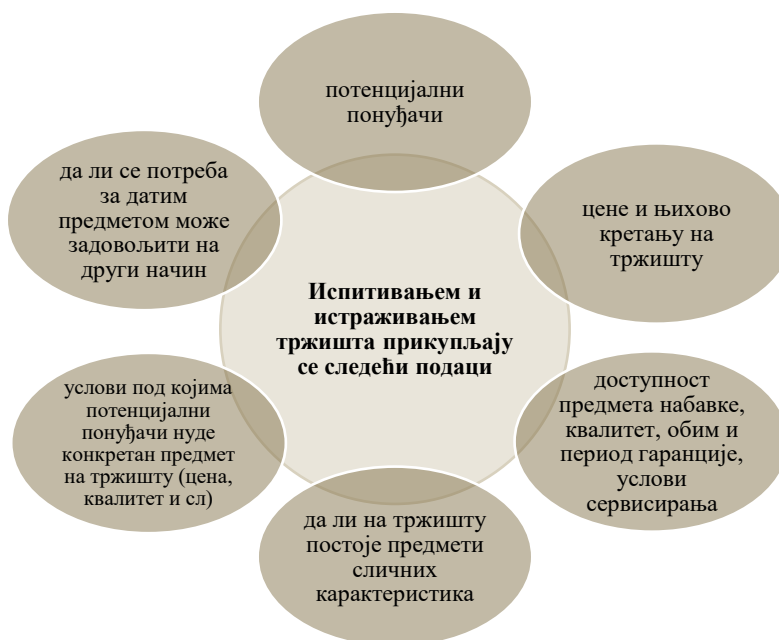 потенцијални
понуђачи
цене и њихово
кретању на
тржишту
доступност
предмета набавке,
квалитет, обим и
период гаранције,
услови
сервисирања
да ли на тржишту
постоје предмети
сличних
карактеристика
услови под којима
потенцијални
понуђачи нуде
конкретан предмет
на тржишту (цена,
квалитет и сл)
да ли се потреба
за датим
предметом може
задовољити на
други начин
Испитивањем и
истраживањем
тржишта прикупљају
се следећи подаци